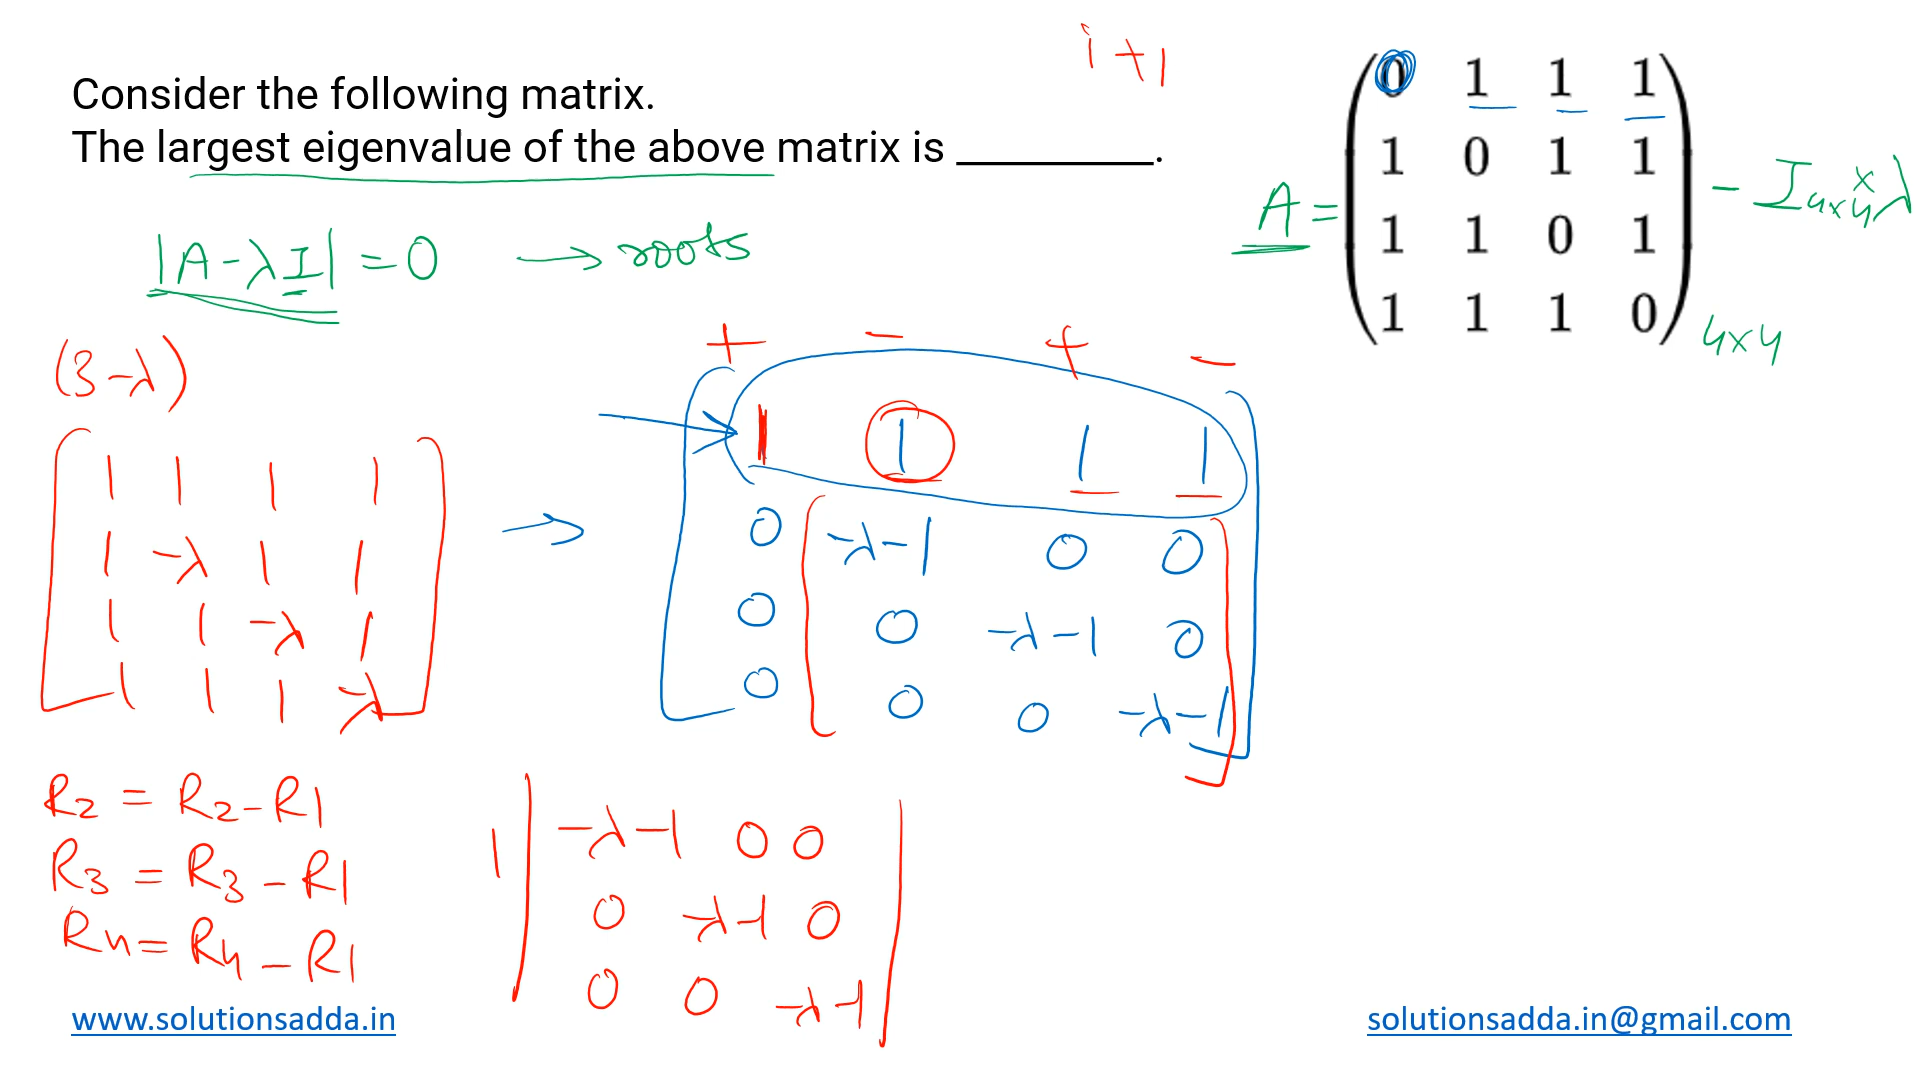 i + 1
Consider the following matrix.
The largest eigenvalue of the above matrix is __________.
A =
0 1 1 1
1 0 1 1
1 1 0 1
1 1 1 0
- I4x4 x λ
4x4
|A - λI| = 0 → roots
(3 - λ)
1 1 1 1
1 -λ 1 1
1 1 -λ 1
1 1 1 -λ
→
+ - + -
1 1 1 1
0 -λ-1 0 0
0 0 -λ-1 0
0 0 0 -λ-1
R2 = R2 - R1
R3 = R3 - R1
R4 = R4 - R1
1
-λ-1 0 0
0 -λ-1 0
0 0 -λ-1
www.solutionsadda.in
solutionsadda.in@gmail.com